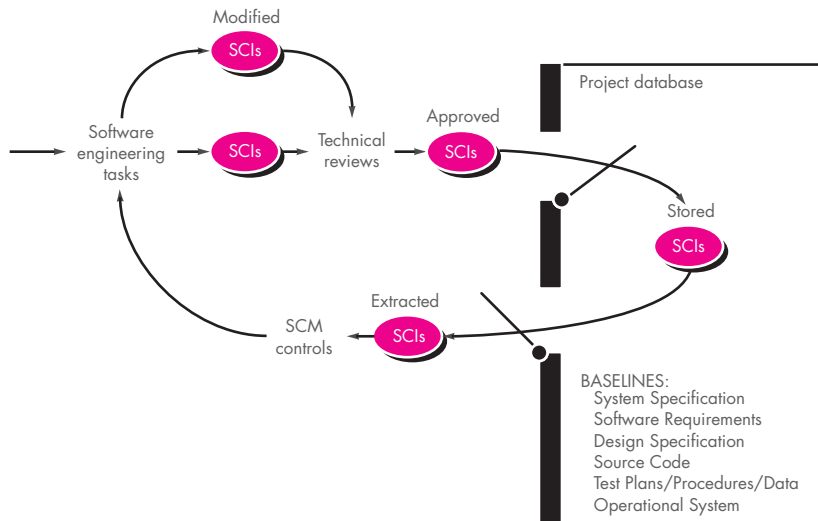 Modified
SCIs
Project database
Approved
Software
engineering
tasks
SCIs
Technical
reviews
SCIs
Stored
SCIs
Extracted
SCM
controls
SCIs
BASELINES:
System Specification
Software Requirements
Design Specification
Source Code
Test Plans/Procedures/Data
Operational System